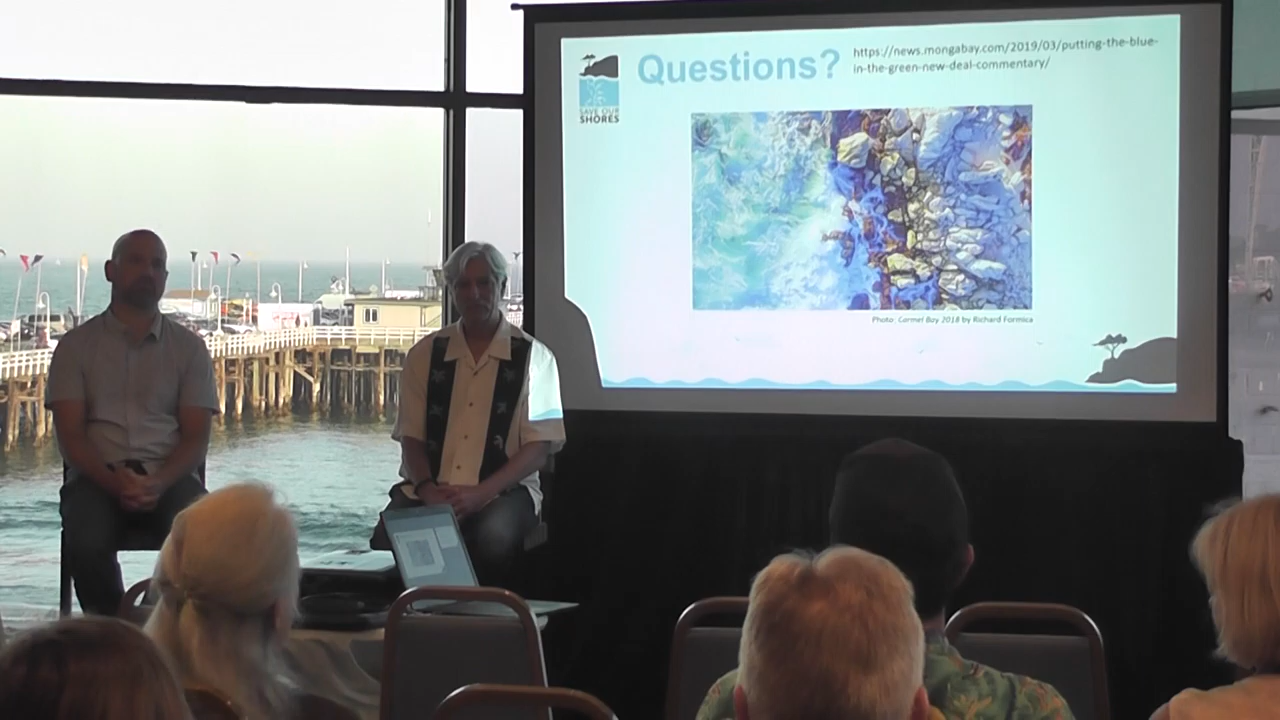 Questions?
https://news.mongabay.com/2019/03/putting-the-blue-
in-the-green-new-deal-commentary/
SAVE OUR
SHORES
Photo: Carmel Bay 2018 by Richard Formica